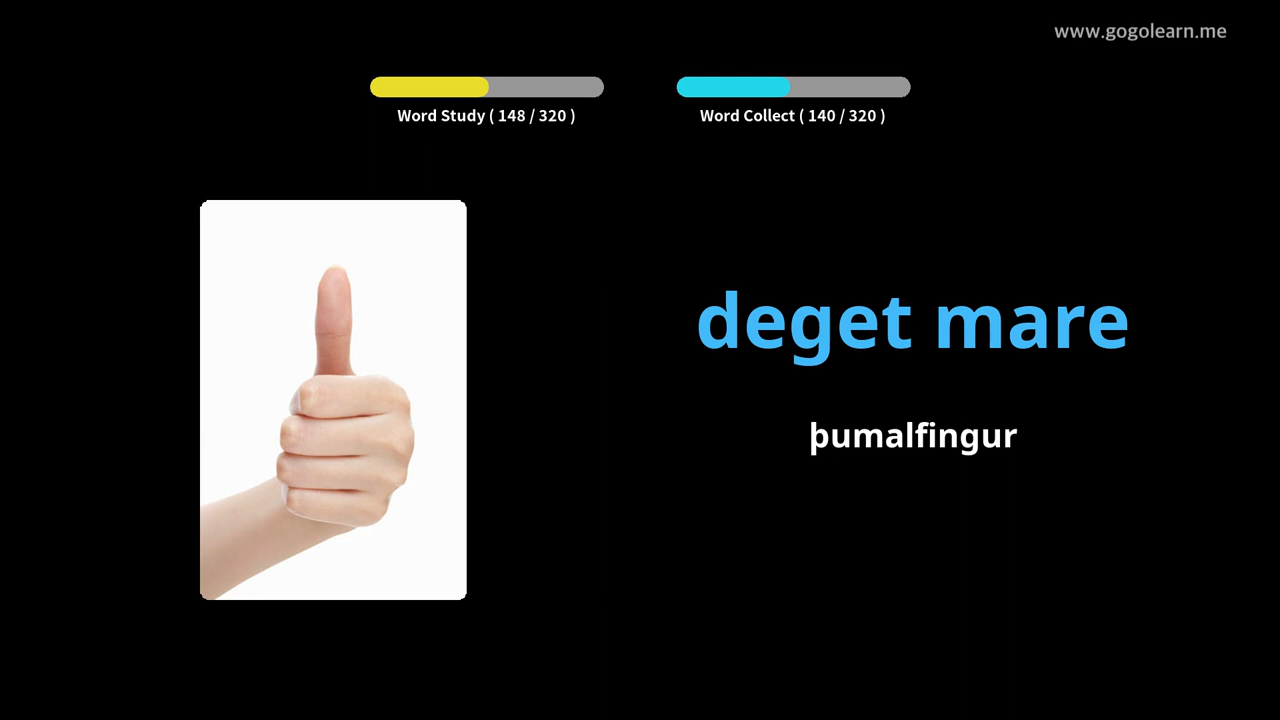 www.gogolearn.me
Word Study ( 148 / 320 )
Word Collect ( 140 / 320 )
deget mare
þumalfingur